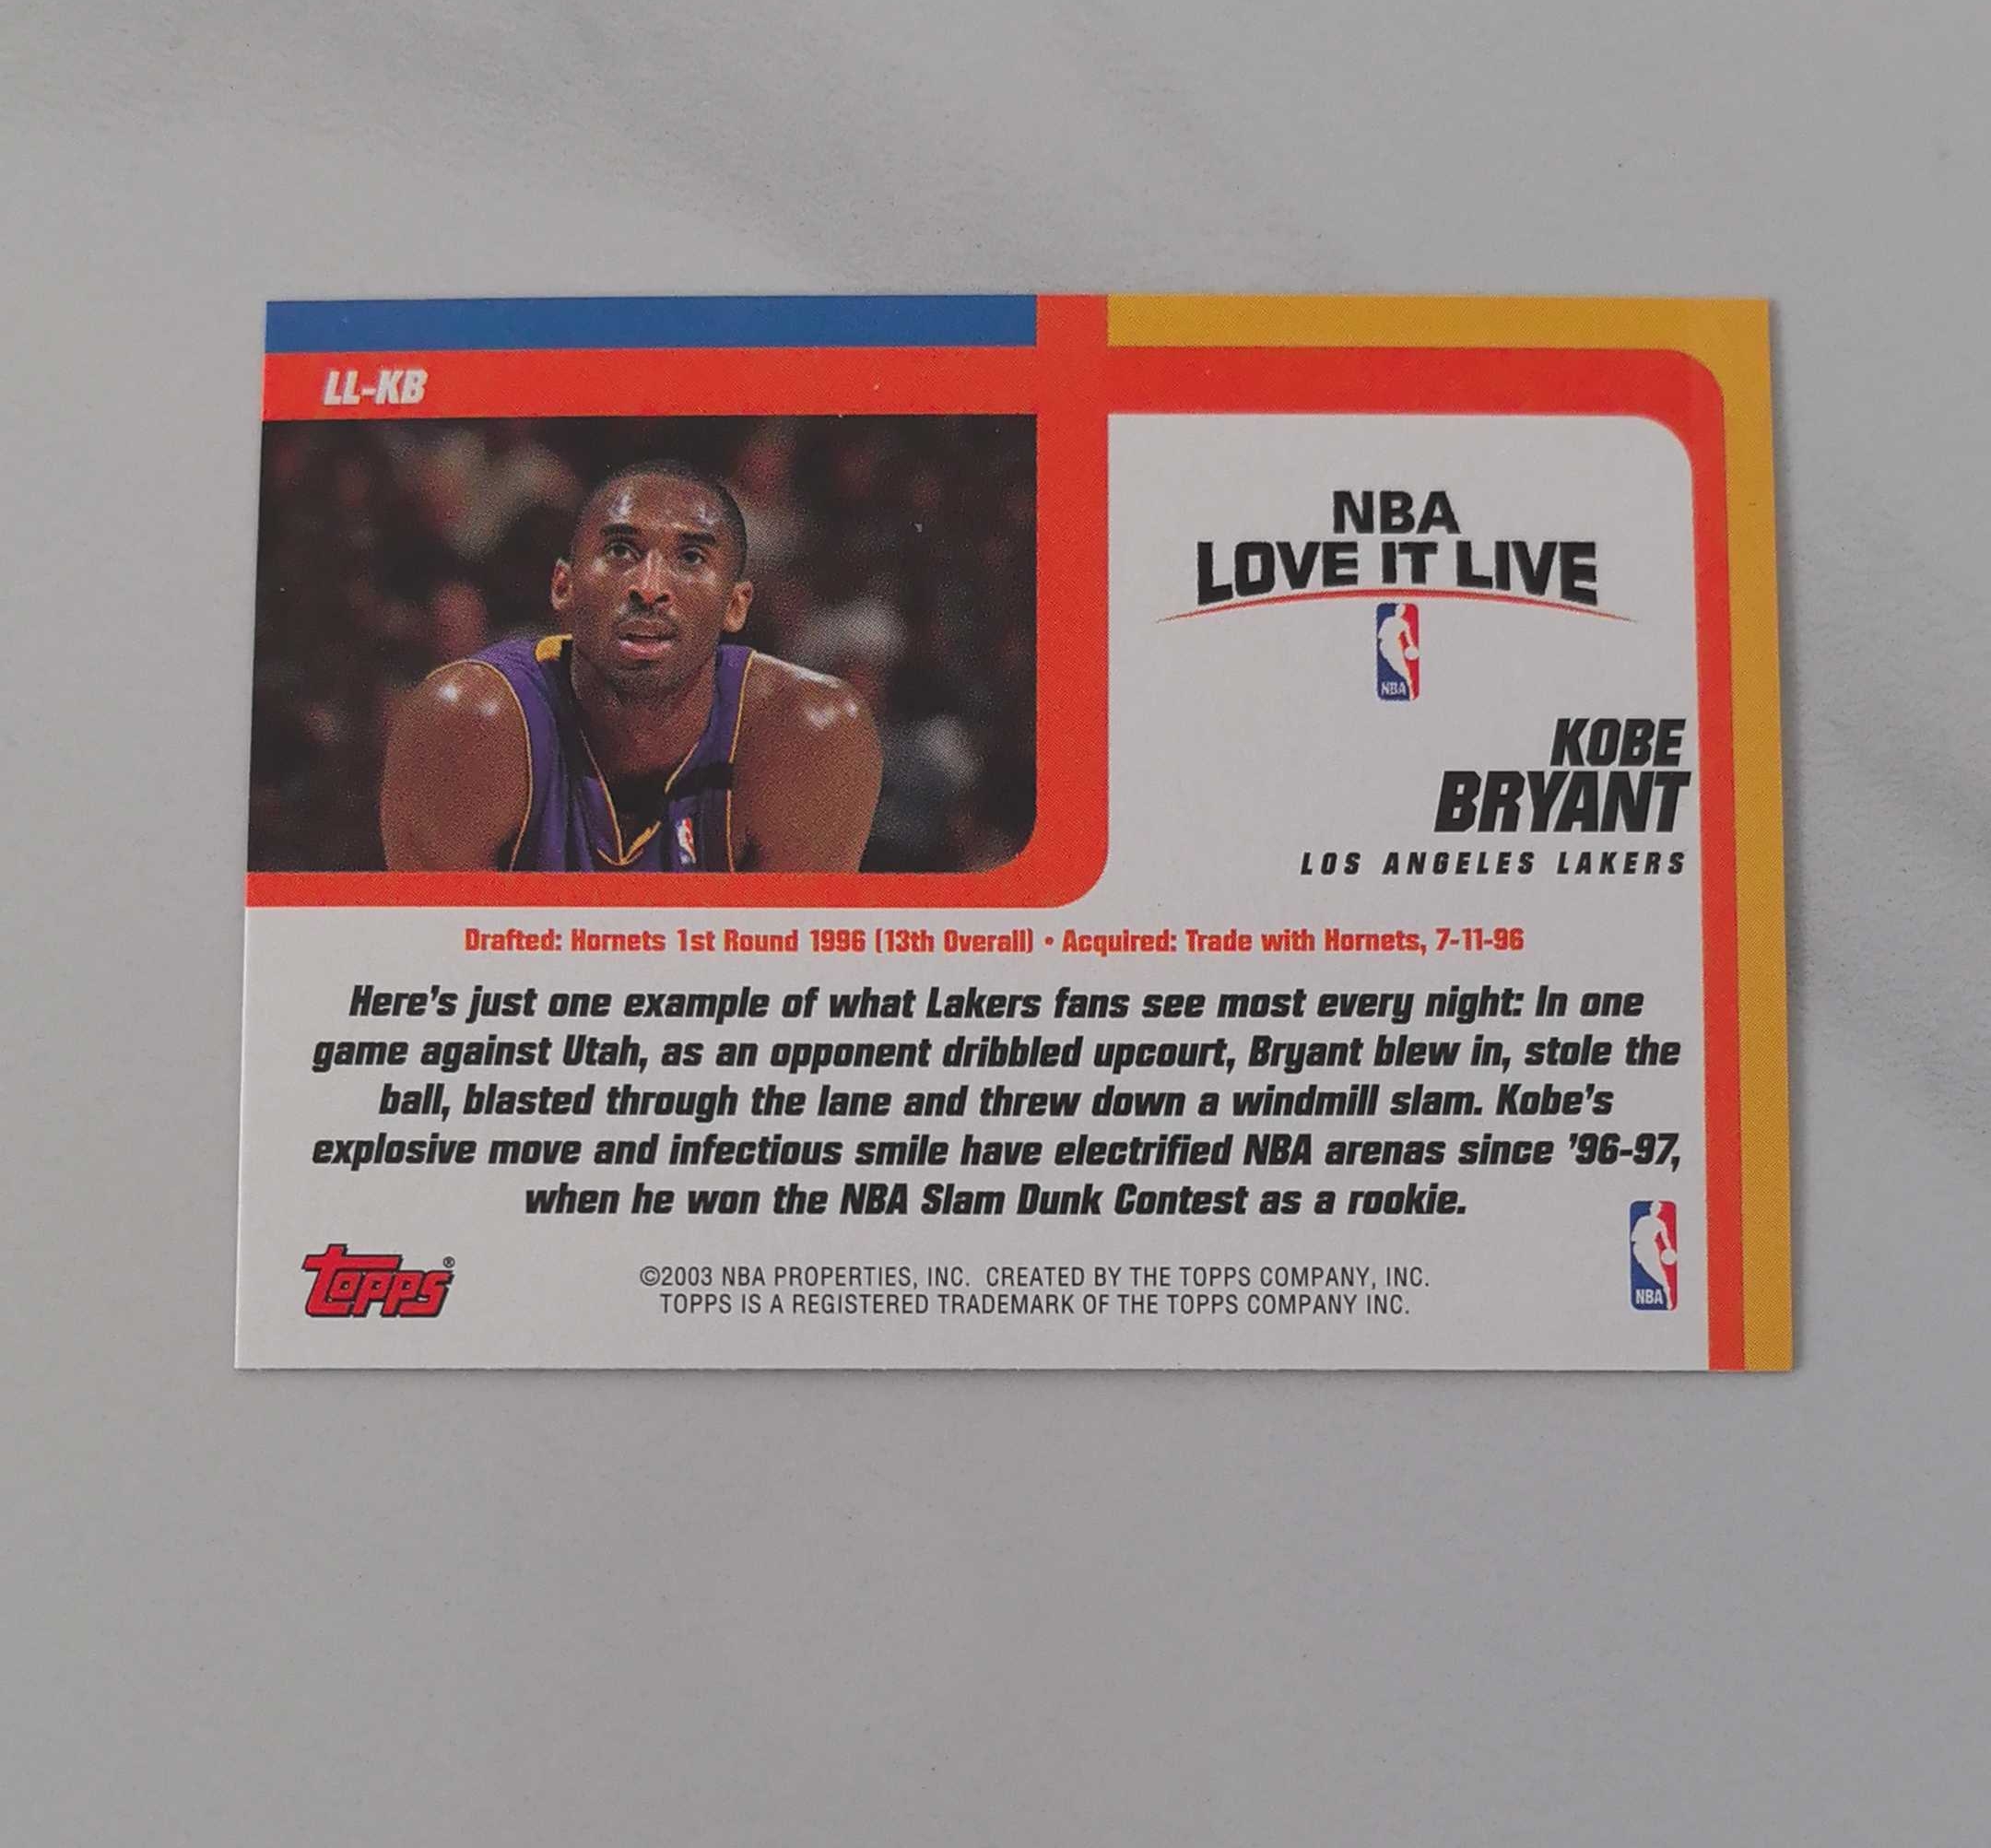 LL-KB
NBA
LOVE IT LIVE
NBA
KOBE
BRYANT
LOS ANGELES LAKERS
Drafted: Hornets 1st Round 1996 (13th Overall) • Acquired: Trade with Hornets, 7-11-96
Here's just one example of what Lakers fans see most every night: In one
game against Utah, as an opponent dribbled upcourt, Bryant blew in, stole the
ball, blasted through the lane and threw down a windmill slam. Kobe's
explosive move and infectious smile have electrified NBA arenas since '96-97,
when he won the NBA Slam Dunk Contest as a rookie.
Topps®
©2003 NBA PROPERTIES, INC. CREATED BY THE TOPPS COMPANY, INC.
TOPPS IS A REGISTERED TRADEMARK OF THE TOPPS COMPANY INC.
NBA